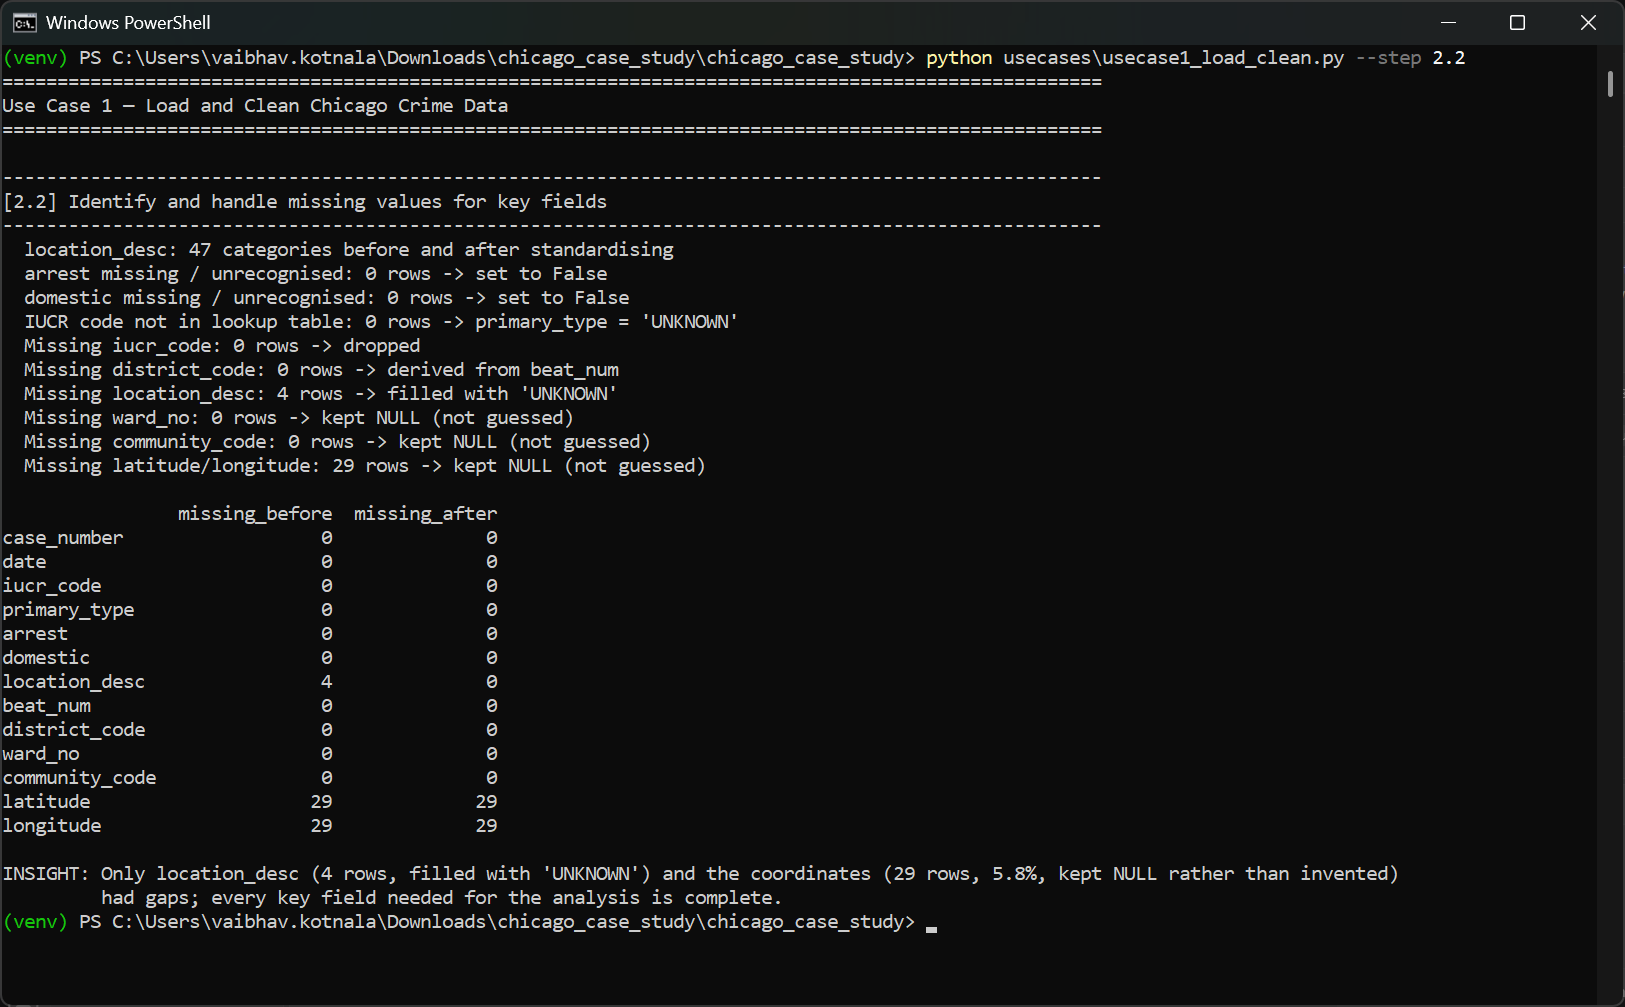 Windows PowerShell
(venv) PS C:\Users\vaibhav.kotnala\Downloads\chicago_case_study\chicago_case_study> python usecases\usecase1_load_clean.py --step 2.2
====================================================================================================
Use Case 1 — Load and Clean Chicago Crime Data
====================================================================================================
----------------------------------------------------------------------------------------------------
[2.2] Identify and handle missing values for key fields
----------------------------------------------------------------------------------------------------
location_desc: 47 categories before and after standardising
arrest missing / unrecognised: 0 rows -> set to False
domestic missing / unrecognised: 0 rows -> set to False
IUCR code not in lookup table: 0 rows -> primary_type = 'UNKNOWN'
Missing iucr_code: 0 rows -> dropped
Missing district_code: 0 rows -> derived from beat_num
Missing location_desc: 4 rows -> filled with 'UNKNOWN'
Missing ward_no: 0 rows -> kept NULL (not guessed)
Missing community_code: 0 rows -> kept NULL (not guessed)
Missing latitude/longitude: 29 rows -> kept NULL (not guessed)
missing_before missing_after
case_number 0 0
date 0 0
iucr_code 0 0
primary_type 0 0
arrest 0 0
domestic 0 0
location_desc 4 0
beat_num 0 0
district_code 0 0
ward_no 0 0
community_code 0 0
latitude 29 29
longitude 29 29
INSIGHT: Only location_desc (4 rows, filled with 'UNKNOWN') and the coordinates (29 rows, 5.8%, kept NULL rather than invented)
had gaps; every key field needed for the analysis is complete.
(venv) PS C:\Users\vaibhav.kotnala\Downloads\chicago_case_study\chicago_case_study>